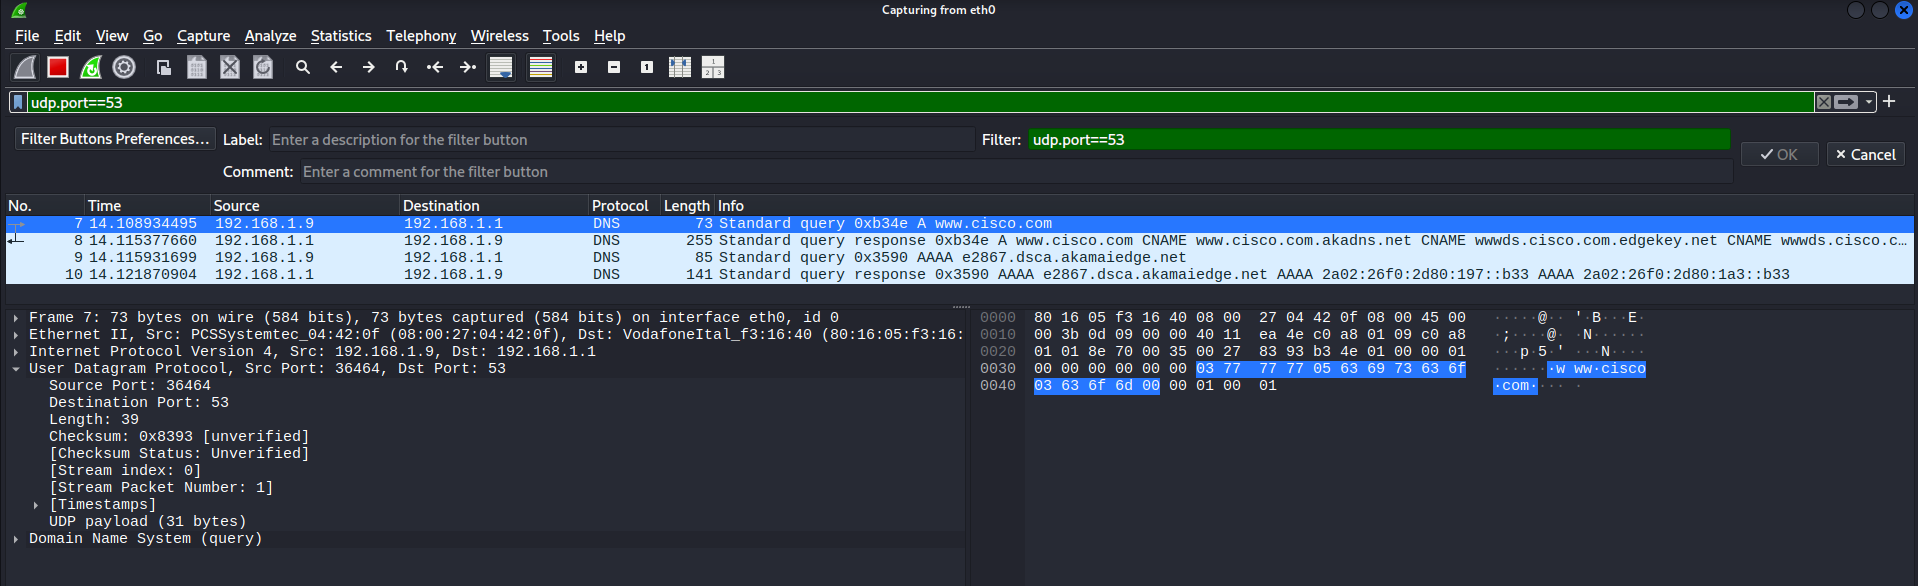 Capturing from eth0
File Edit View Go Capture Analyze Statistics Telephony Wireless Tools Help
udp.port==53
Filter Buttons Preferences... Label: Enter a description for the filter button Filter: udp.port==53
OK Cancel
Comment: Enter a comment for the filter button
No. Time Source Destination Protocol Length Info
7 14.108934495 192.168.1.9 192.168.1.1 DNS 73 Standard query 0xb34e A www.cisco.com
8 14.115377660 192.168.1.1 192.168.1.9 DNS 255 Standard query response 0xb34e A www.cisco.com CNAME www.cisco.com.akadns.net CNAME wwwds.cisco.com.edgekey.net CNAME wwwds.cisco.c…
9 14.115931699 192.168.1.9 192.168.1.1 DNS 85 Standard query 0x3590 AAAA e2867.dsca.akamaiedge.net
10 14.121870904 192.168.1.1 192.168.1.9 DNS 141 Standard query response 0x3590 AAAA e2867.dsca.akamaiedge.net AAAA 2a02:26f0:2d80:197::b33 AAAA 2a02:26f0:2d80:1a3::b33
Frame 7: 73 bytes on wire (584 bits), 73 bytes captured (584 bits) on interface eth0, id 0
Ethernet II, Src: PCSSystemtec_04:42:0f (08:00:27:04:42:0f), Dst: VodafoneItal_f3:16:40 (80:16:05:f3:16:
Internet Protocol Version 4, Src: 192.168.1.9, Dst: 192.168.1.1
User Datagram Protocol, Src Port: 36464, Dst Port: 53
Source Port: 36464
Destination Port: 53
Length: 39
Checksum: 0x8393 [unverified]
[Checksum Status: Unverified]
[Stream index: 0]
[Stream Packet Number: 1]
[Timestamps]
UDP payload (31 bytes)
Domain Name System (query)
0000 80 16 05 f3 16 40 08 00 27 04 42 0f 08 00 45 00 ·····@·· '·B···E·
0010 00 3b 0d 09 00 00 40 11 ea 4e c0 a8 01 09 c0 a8 ·;····@· ·N······
0020 01 01 8e 70 00 35 00 27 83 93 b3 4e 01 00 00 01 ···p·5·' ···N····
0030 00 00 00 00 00 00 03 77 77 77 05 63 69 73 63 6f ·······w ww·cisco
0040 03 63 6f 6d 00 00 01 00 01 ·com···· ·